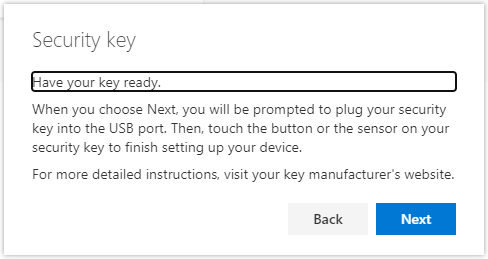 Security key
Have your key ready.
When you choose Next, you will be prompted to plug your security
key into the USB port. Then, touch the button or the sensor on your
security key to finish setting up your device.
For more detailed instructions, visit your key manufacturer's website.
Back
Next